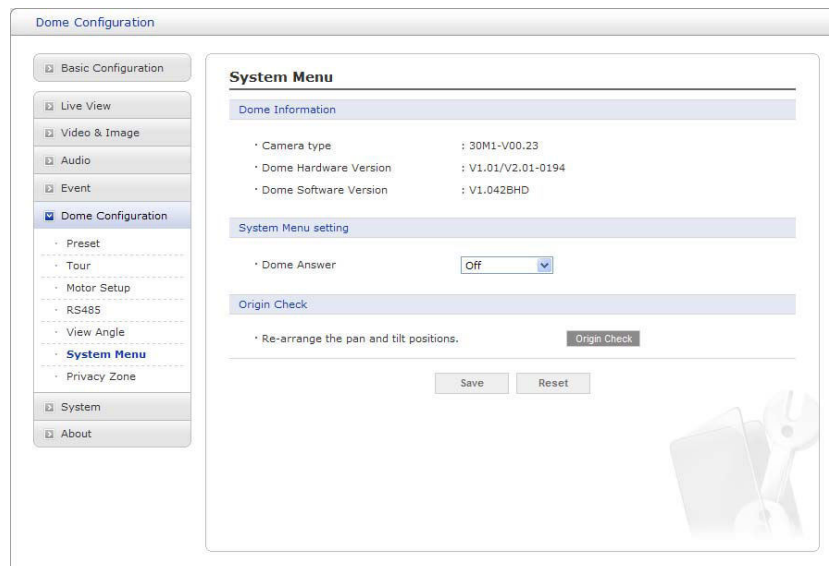 Dome Configuration
Basic Configuration
Live View
Video & Image
Audio
Event
Dome Configuration
· Preset
· Tour
· Motor Setup
· RS485
· View Angle
· System Menu
· Privacy Zone
System
About
System Menu
Dome Information
· Camera type : 30M1-V00.23
· Dome Hardware Version : V1.01/V2.01-0194
· Dome Software Version : V1.042BHD
System Menu setting
· Dome Answer Off
Origin Check
· Re-arrange the pan and tilt positions. Origin Check
Save Reset